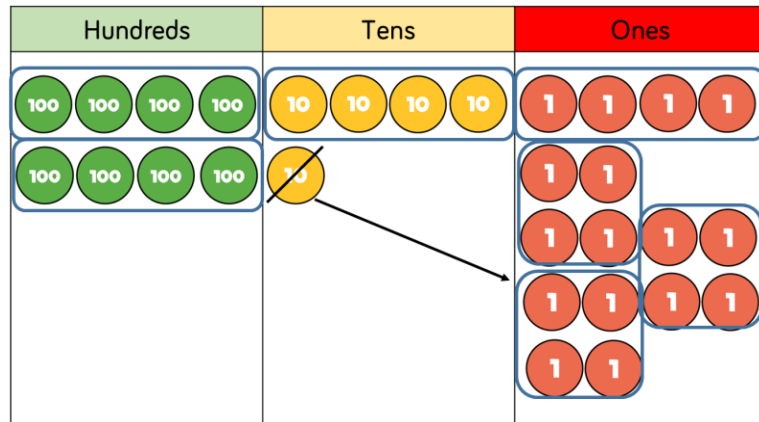 Hundreds Tens Ones
100 100 100 100 10 10 10 10 1 1 1 1
100 100 100 100 10 1 1
1 1 1 1
1 1 1 1
1 1